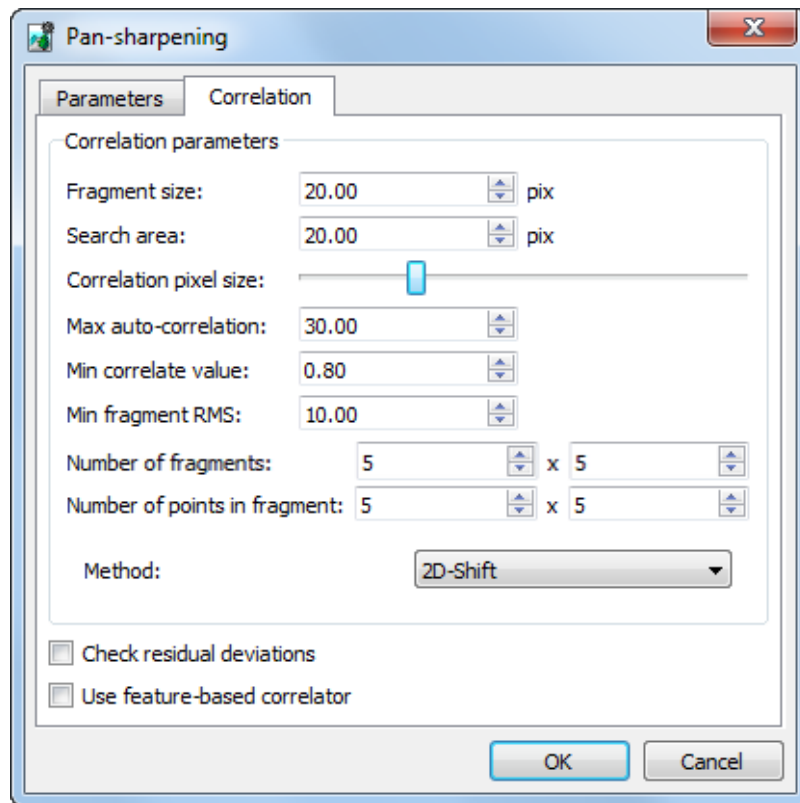 Pan-sharpening
Parameters Correlation
Correlation parameters
Fragment size: 20.00 pix
Search area: 20.00 pix
Correlation pixel size:
Max auto-correlation: 30.00
Min correlate value: 0.80
Min fragment RMS: 10.00
Number of fragments: 5 x 5
Number of points in fragment: 5 x 5
Method: 2D-Shift
Check residual deviations
Use feature-based correlator
OK Cancel